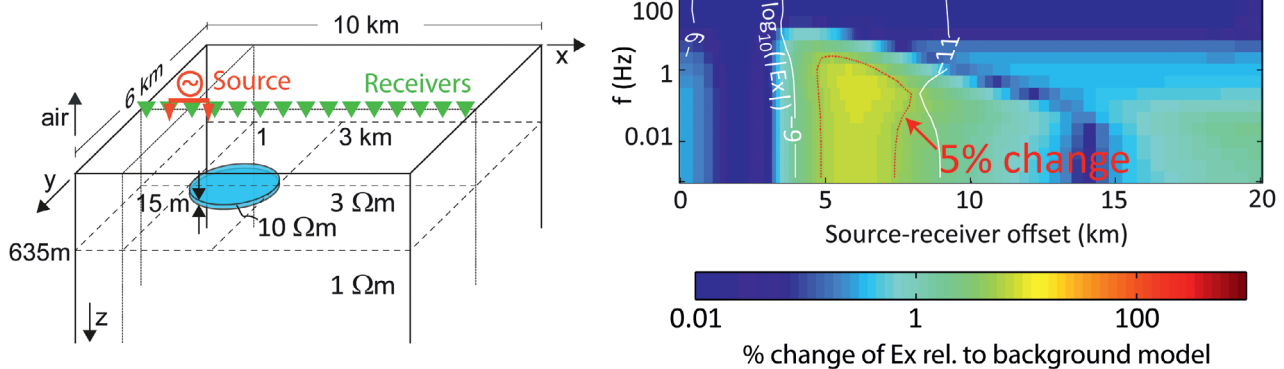 10 km
x
6 km
Source
Receivers
air
1
3 km
y
15 m
3 Ωm
10 Ωm
635m
1 Ωm
z
100
1
0.01
f (Hz)
-9
log10(|Ex|)
-9
-11
5% change
0
5
10
15
20
Source-receiver offset (km)
0.01
1
100
% change of Ex rel. to background model